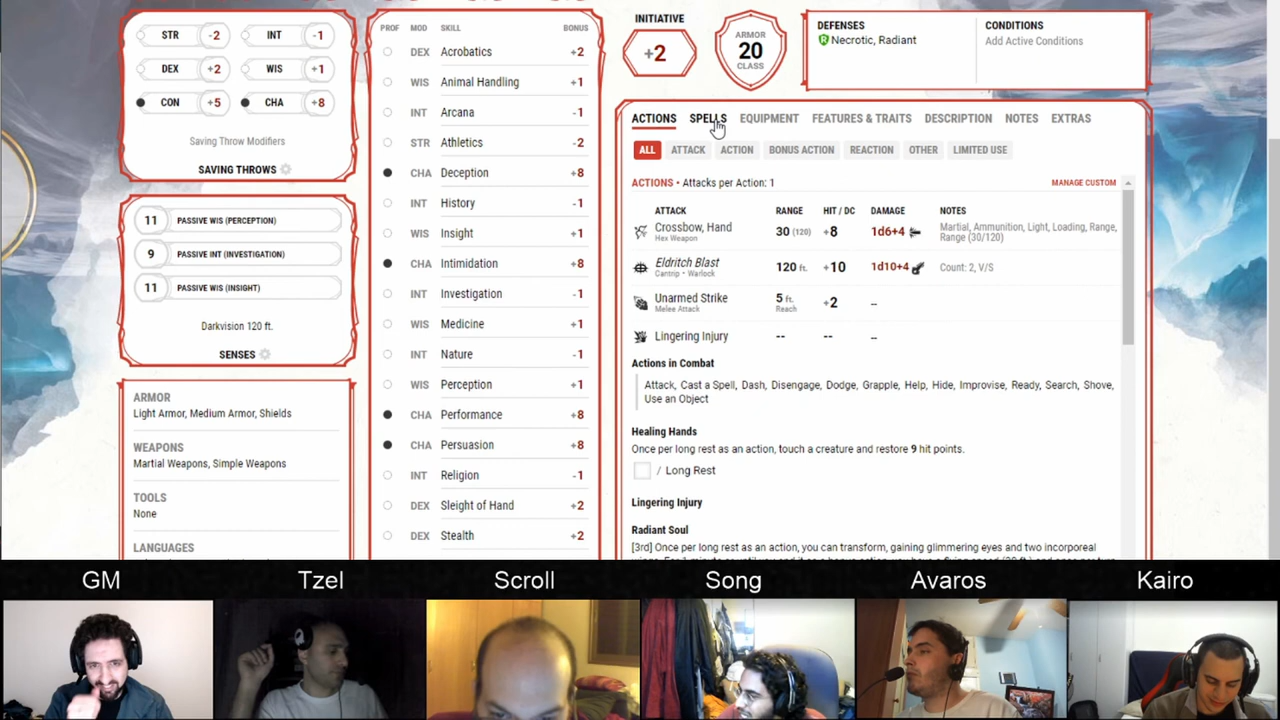 STR -2 INT -1
DEX +2 WIS +1
CON +5 CHA +8
Saving Throw Modifiers
SAVING THROWS
11 PASSIVE WIS (PERCEPTION)
9 PASSIVE INT (INVESTIGATION)
11 PASSIVE WIS (INSIGHT)
Darkvision 120 ft.
SENSES
ARMOR
Light Armor, Medium Armor, Shields
WEAPONS
Martial Weapons, Simple Weapons
TOOLS
None
LANGUAGES
PROF MOD SKILL BONUS
DEX Acrobatics +2
WIS Animal Handling +1
INT Arcana -1
STR Athletics -2
CHA Deception +8
INT History -1
WIS Insight +1
CHA Intimidation +8
INT Investigation -1
WIS Medicine +1
INT Nature -1
WIS Perception +1
CHA Performance +8
CHA Persuasion +8
INT Religion -1
DEX Sleight of Hand +2
DEX Stealth +2
INITIATIVE
+2
ARMOR
20
CLASS
DEFENSES
Necrotic, Radiant
CONDITIONS
Add Active Conditions
ACTIONS SPELLS EQUIPMENT FEATURES & TRAITS DESCRIPTION NOTES EXTRAS
ALL ATTACK ACTION BONUS ACTION REACTION OTHER LIMITED USE
ACTIONS • Attacks per Action: 1 MANAGE CUSTOM
ATTACK RANGE HIT / DC DAMAGE NOTES
Crossbow, Hand 30 (120) +8 1d6+4 Martial, Ammunition, Light, Loading, Range,
Hex Weapon Range (30/120)
Eldritch Blast 120 ft. +10 1d10+4 Count: 2, V/S
Cantrip • Warlock
Unarmed Strike 5 ft. +2 --
Melee Attack Reach
Lingering Injury -- -- --
Actions in Combat
Attack, Cast a Spell, Dash, Disengage, Dodge, Grapple, Help, Hide, Improvise, Ready, Search, Shove,
Use an Object
Healing Hands
Once per long rest as an action, touch a creature and restore 9 hit points.
/ Long Rest
Lingering Injury
Radiant Soul
[3rd] Once per long rest as an action, you can transform, gaining glimmering eyes and two incorporeal
GM Tzel Scroll Song Avaros Kairo